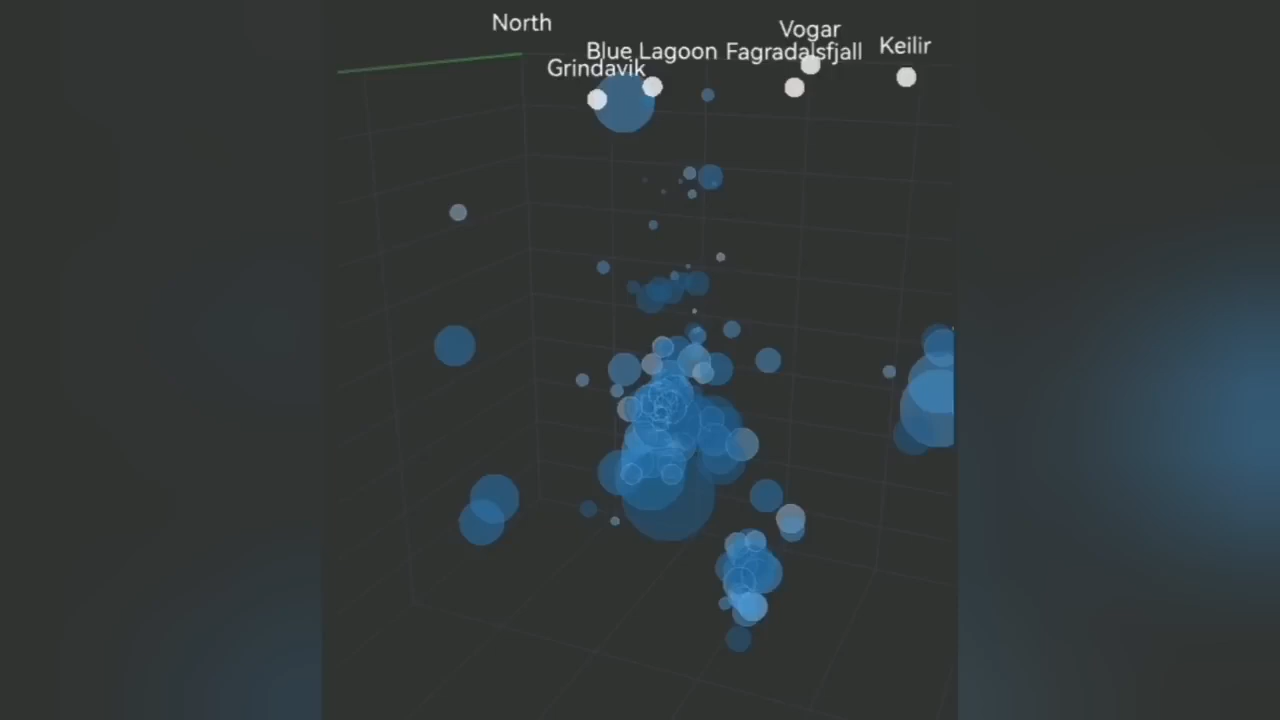 North
Vogar
Blue Lagoon
Fagradalsfjall
Keilir
Grindavik